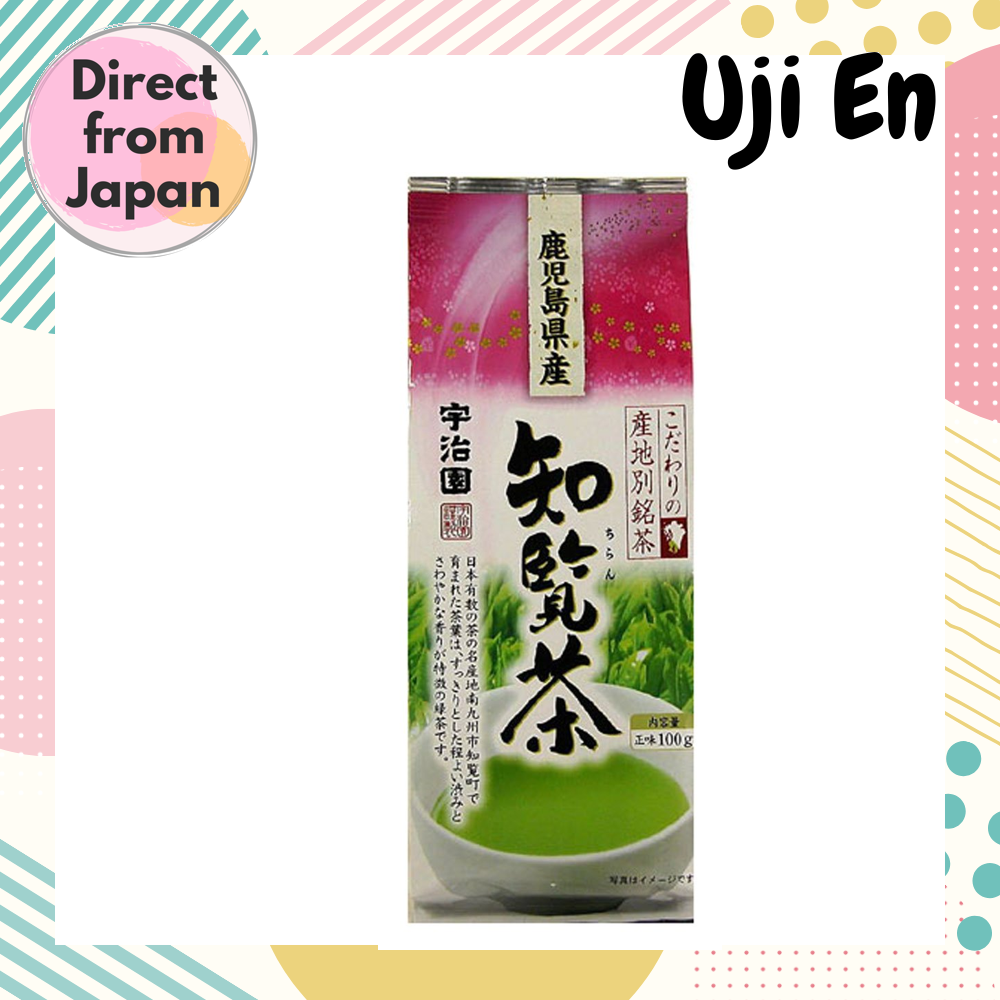 Direct
from
Japan
Uji En
鹿児島県産
こだわりの
産地別銘茶
宇治園
知覧茶
ちらん
日本有数の茶の名産地南九州市知覧町で
育まれた茶葉は、すっきりとした程よい渋みと
さわやかな香りが特徴の緑茶です。
内容量
正味100g
写真はイメージです